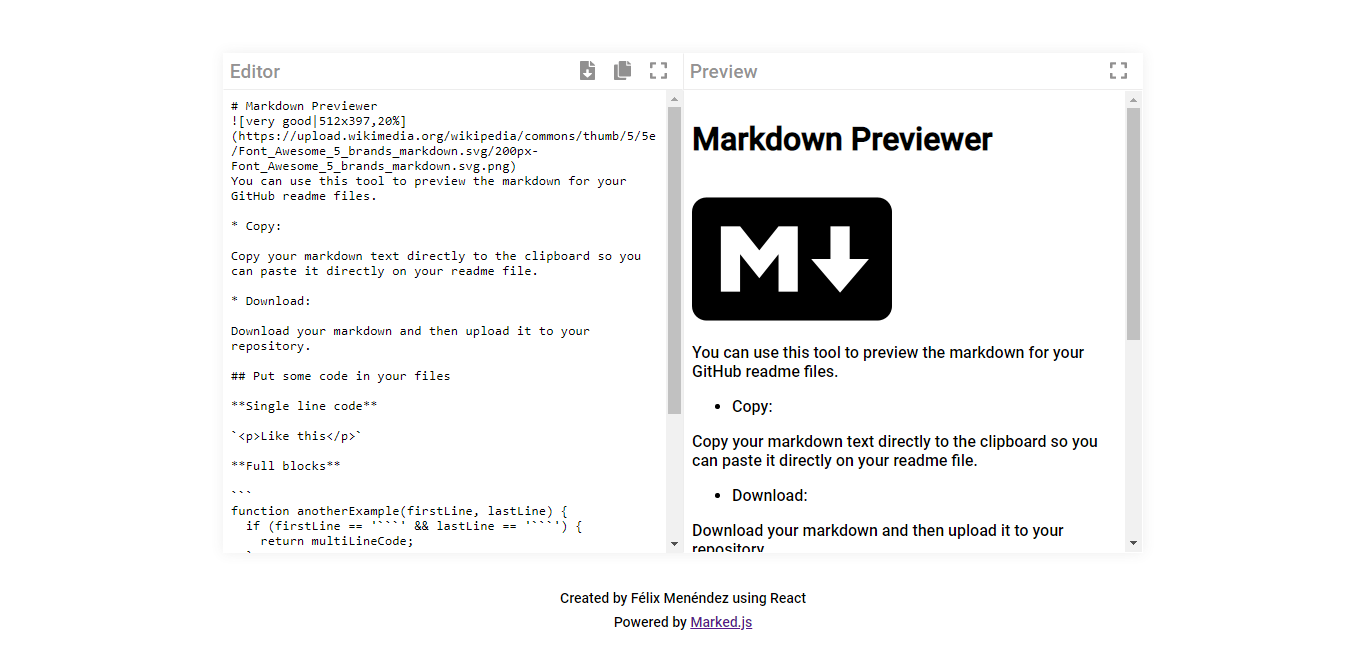 Editor
# Markdown Previewer
![very good|512x397,20%]
(https://upload.wikimedia.org/wikipedia/commons/thumb/5/5e
/Font_Awesome_5_brands_markdown.svg/200px-
Font_Awesome_5_brands_markdown.svg.png)
You can use this tool to preview the markdown for your
GitHub readme files.
* Copy:
Copy your markdown text directly to the clipboard so you
can paste it directly on your readme file.
* Download:
Download your markdown and then upload it to your
repository.
## Put some code in your files
**Single line code**
`<p>Like this</p>`
**Full blocks**
```
function anotherExample(firstLine, lastLine) {
  if (firstLine == '```' && lastLine == '```') {
    return multiLineCode;
Preview
Markdown Previewer
M
You can use this tool to preview the markdown for your
GitHub readme files.
• Copy:
Copy your markdown text directly to the clipboard so you
can paste it directly on your readme file.
• Download:
Download your markdown and then upload it to your
repository
Created by Félix Menéndez using React
Powered by Marked.js